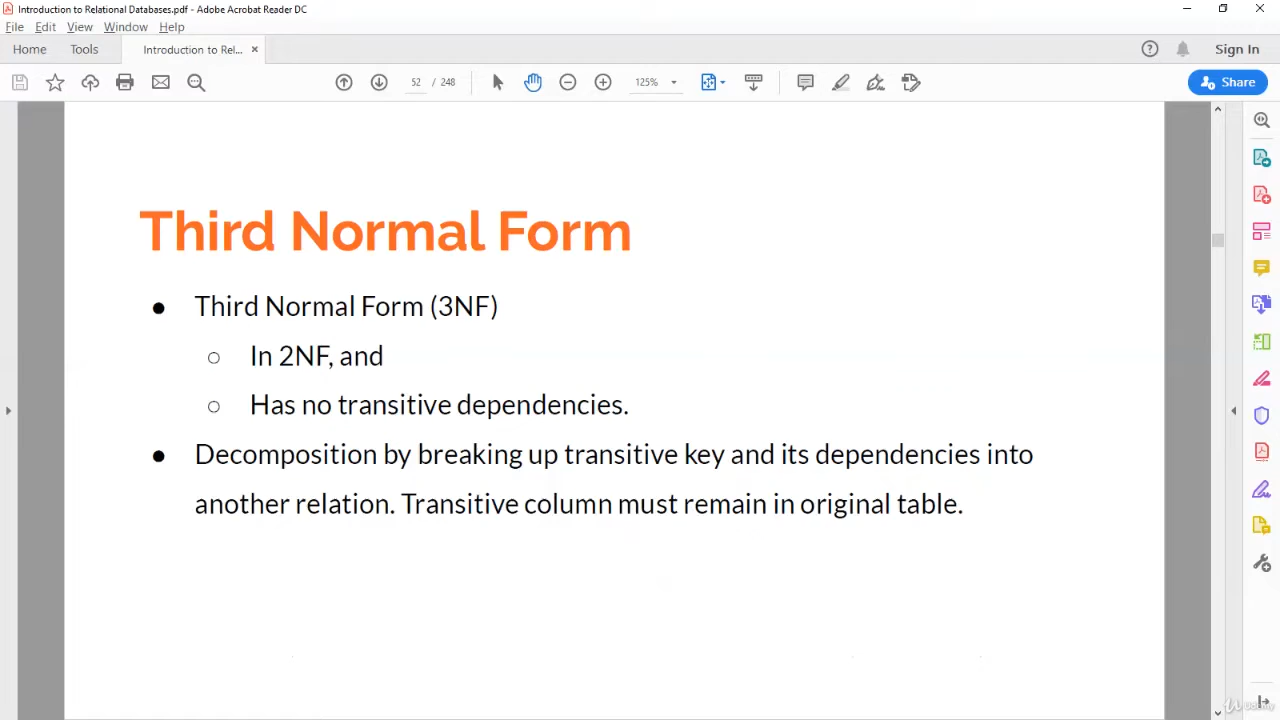 Introduction to Relational Databases.pdf - Adobe Acrobat Reader DC
File Edit View Window Help
Home Tools Introduction to Rel... × Sign In
52 / 248 125% Share
Third Normal Form
● Third Normal Form (3NF)
○ In 2NF, and
○ Has no transitive dependencies.
● Decomposition by breaking up transitive key and its dependencies into
another relation. Transitive column must remain in original table.